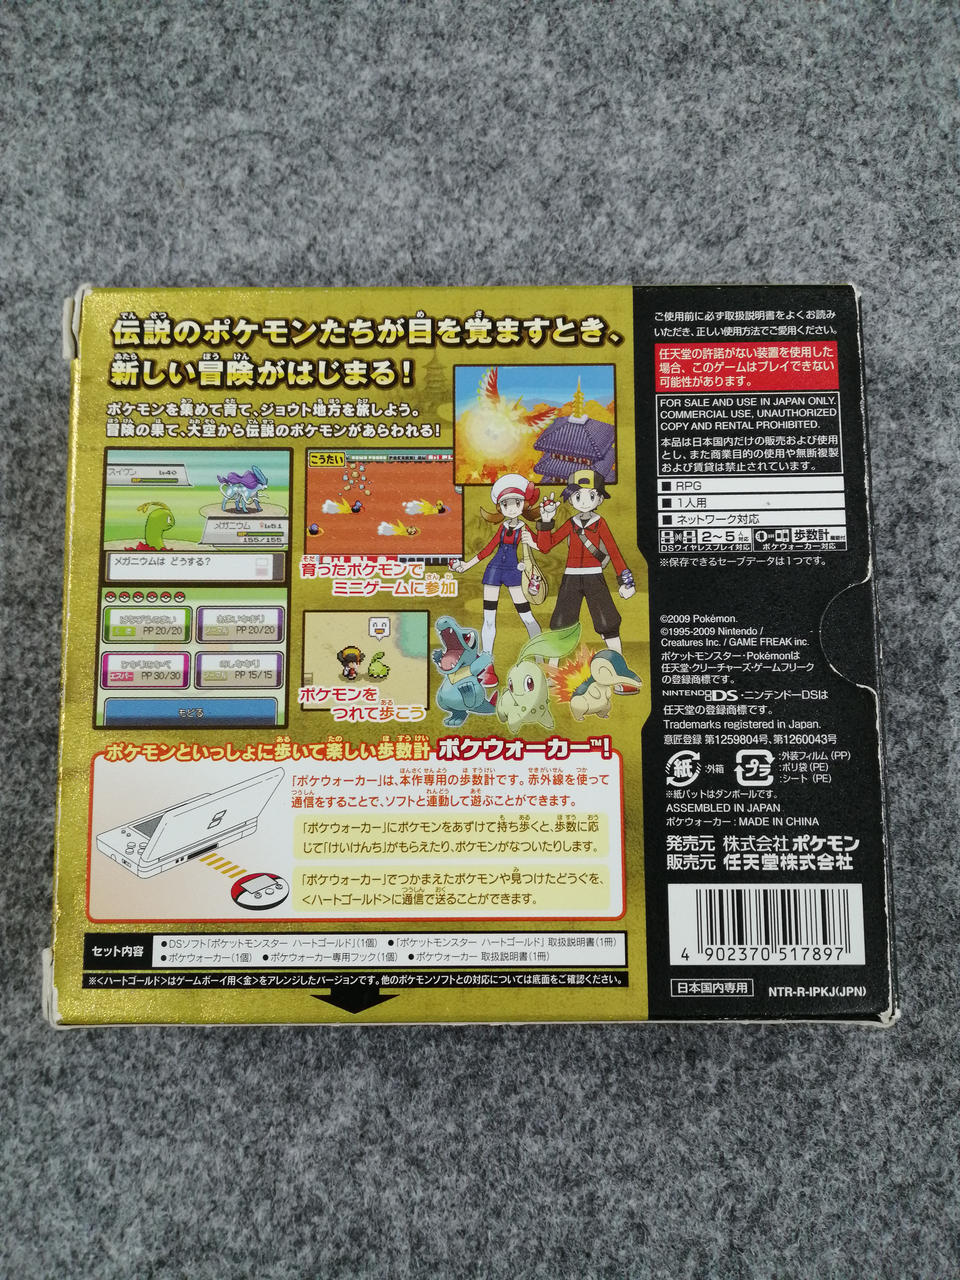 伝説のポケモンたちが目を覚ますとき、
新しい冒険がはじまる！
ポケモンを集めて育て、ジョウト地方を旅しよう。
冒険の果て、大空から伝説のポケモンがあらわれる！
スイクン Lv40
HP
メガニウム ♀Lv51
HP
155/155
メガニウムは どうする？
PP 20/20
PP 20/20
エスパー PP 30/30
PP 15/15
もどる
こうたい
育ったポケモンで
ミニゲームに参加
ポケモンを
つれて歩こう
ポケモンといっしょに歩いて楽しい歩数計 ポケウォーカー™！
「ポケウォーカー」は、本作専用の歩数計です。赤外線を使って
通信をすることで、ソフトと連動して遊ぶことができます。
「ポケウォーカー」にポケモンをあずけて持ち歩くと、歩数に応
じて「けいけんち」がもらえたり、ポケモンがなついたりします。
「ポケウォーカー」でつかまえたポケモンや見つけたどうぐを、
<ハートゴールド>に通信で送ることができます。
セット内容
●DSソフト「ポケットモンスター ハートゴールド」(1個) ●「ポケットモンスター ハートゴールド」 取扱説明書(1冊)
●ポケウォーカー(1個) ●ポケウォーカー専用フック(1個) ●ポケウォーカー 取扱説明書(1冊)
※<ハートゴールド>はゲームボーイ用<金>をアレンジしたバージョンです。他のポケモンソフトとの対応については底面をご確認ください。
ご使用前に必ず取扱説明書をよくお読み
いただき、正しい使用方法でご愛用ください。
任天堂の許諾がない装置を使用した
場合、このゲームはプレイできない
可能性があります。
FOR SALE AND USE IN JAPAN ONLY.
COMMERCIAL USE, UNAUTHORIZED
COPY AND RENTAL PROHIBITED.
本品は日本国内だけの販売および使用
とし、また商業目的の使用や無断複製
および賃貸は禁止されています。
■RPG
■1人用
■ネットワーク対応
2〜5人対応
DSワイヤレスプレイ対応
歩数計機能付
ポケウォーカー対応
※保存できるセーブデータは1つです。
©2009 Pokémon.
©1995-2009 Nintendo /
Creatures Inc. / GAME FREAK inc.
ポケットモンスター・Pokémonは
任天堂・クリーチャーズ・ゲームフリーク
の登録商標です。
NINTENDO DS・ニンテンドーDSは
任天堂の登録商標です。
Trademarks registered in Japan.
意匠登録 第1259804号、第1260043号
紙 :外箱
プラ :外装フィルム (PP)
:ポリ袋 (PE)
:シート (PE)
※紙パットはダンボールです。
ASSEMBLED IN JAPAN
ポケウォーカー : MADE IN CHINA
発売元 株式会社ポケモン
販売元 任天堂株式会社
4 902370 517897
日本国内専用
NTR-R-IPKJ(JPN)